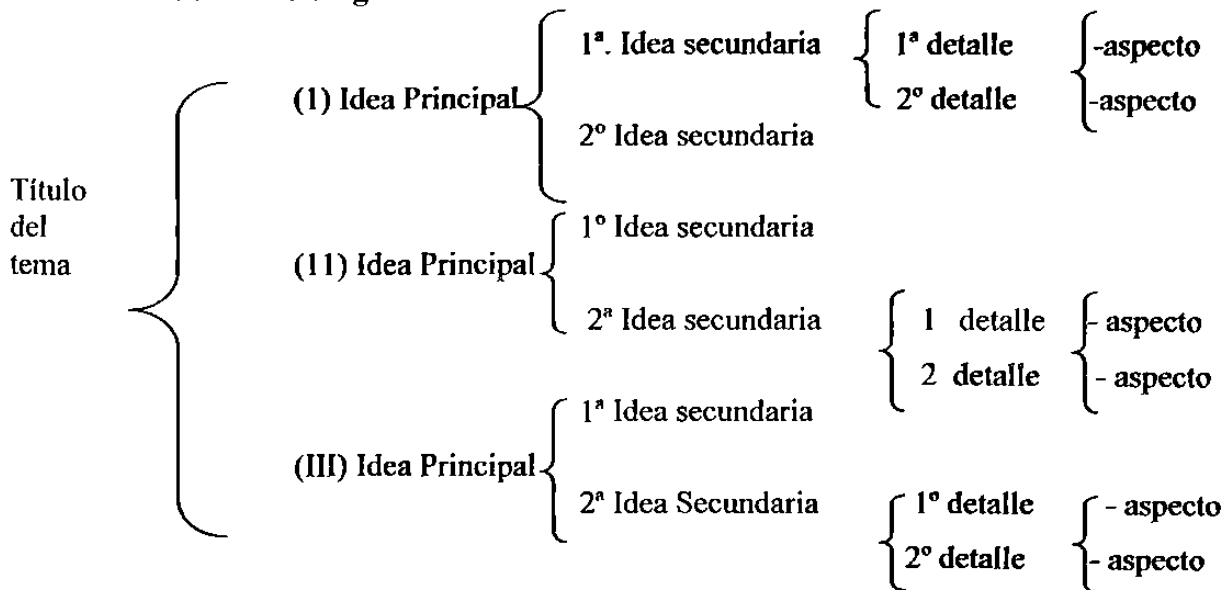 1ª. Idea secundaria
1ª detalle
-aspecto
(1) Idea Principal
2º detalle
-aspecto
2º Idea secundaria
Título
del
tema
1º Idea secundaria
(11) Idea Principal
2ª Idea secundaria
1 detalle
- aspecto
2 detalle
- aspecto
1ª Idea secundaria
(III) Idea Principal
2ª Idea Secundaria
1º detalle
- aspecto
2º detalle
- aspecto